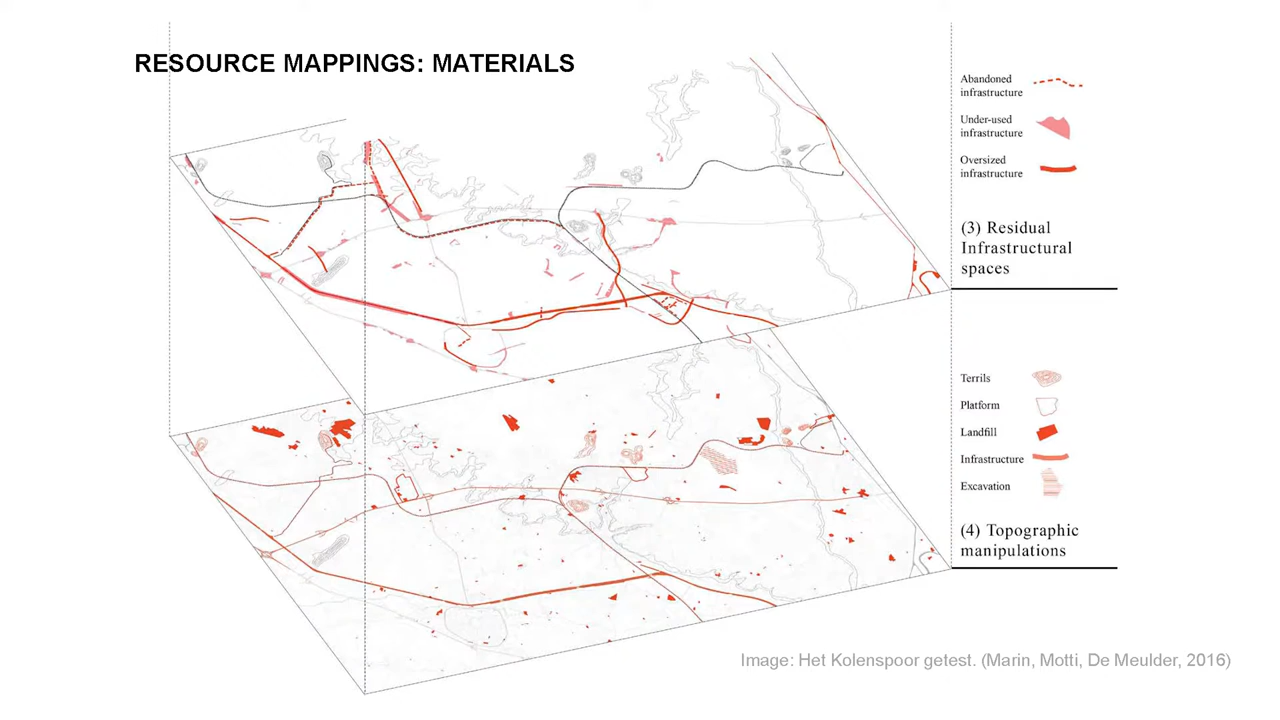 RESOURCE MAPPINGS: MATERIALS
Abandoned
infrastructure
Under-used
infrastructure
Oversized
infrastructure
(3) Residual
Infrastructural
spaces
Terrils
Platform
Landfill
Infrastructure
Excavation
(4) Topographic
manipulations
Image: Het Kolenspoor getest. (Marin, Motti, De Meulder, 2016)